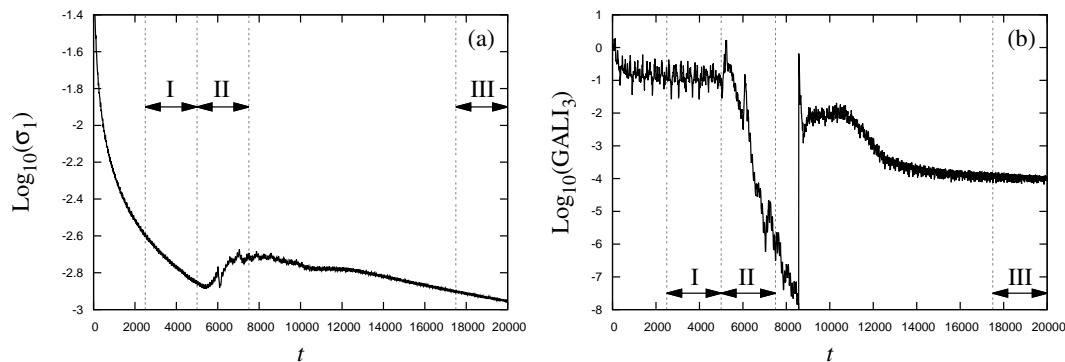 (a)
Log10(σ1)
-1.4
-1.6
-1.8
-2
-2.2
-2.4
-2.6
-2.8
-3
I
II
III
0 2000 4000 6000 8000 10000 12000 14000 16000 18000 20000
t
(b)
Log10(GALI3)
1
0
-1
-2
-3
-4
-5
-6
-7
-8
I
II
III
0 2000 4000 6000 8000 10000 12000 14000 16000 18000 20000
t